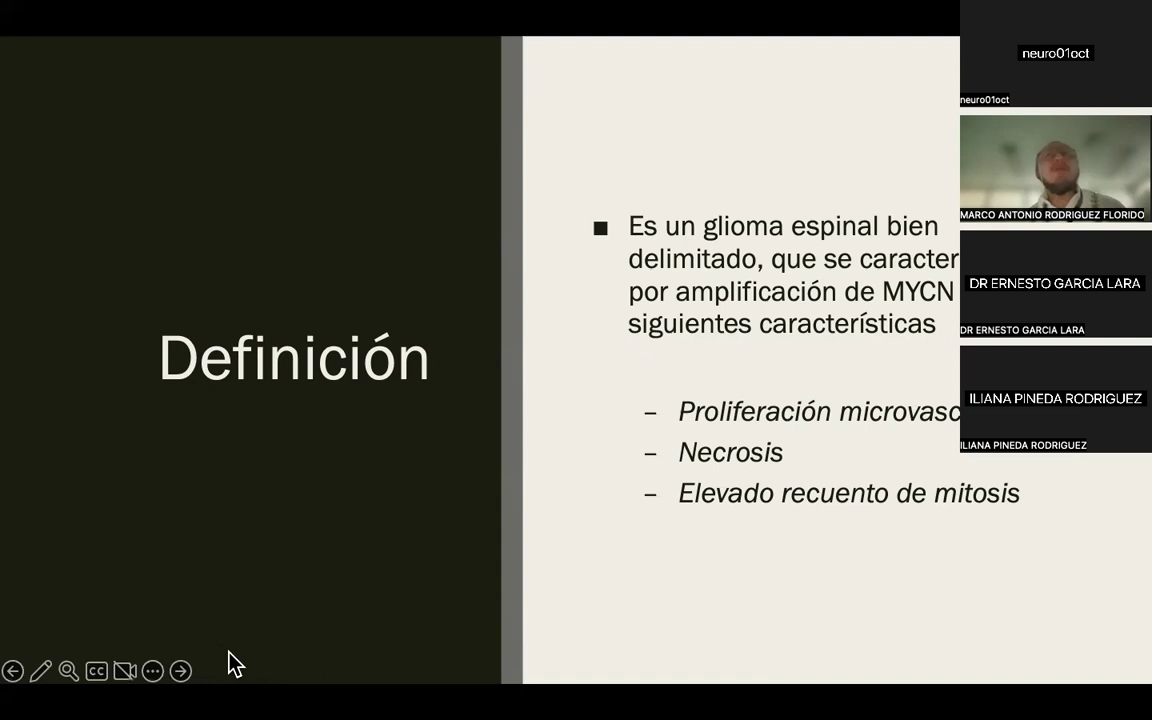 Definición
■ Es un glioma espinal bien
delimitado, que se caracter
por amplificación de MYCN
siguientes características
– Proliferación microvasc
– Necrosis
– Elevado recuento de mitosis
neuro01oct
neuro01oct
MARCO ANTONIO RODRIGUEZ FLORIDO
DR ERNESTO GARCIA LARA
DR ERNESTO GARCIA LARA
ILIANA PINEDA RODRIGUEZ
ILIANA PINEDA RODRIGUEZ
CC